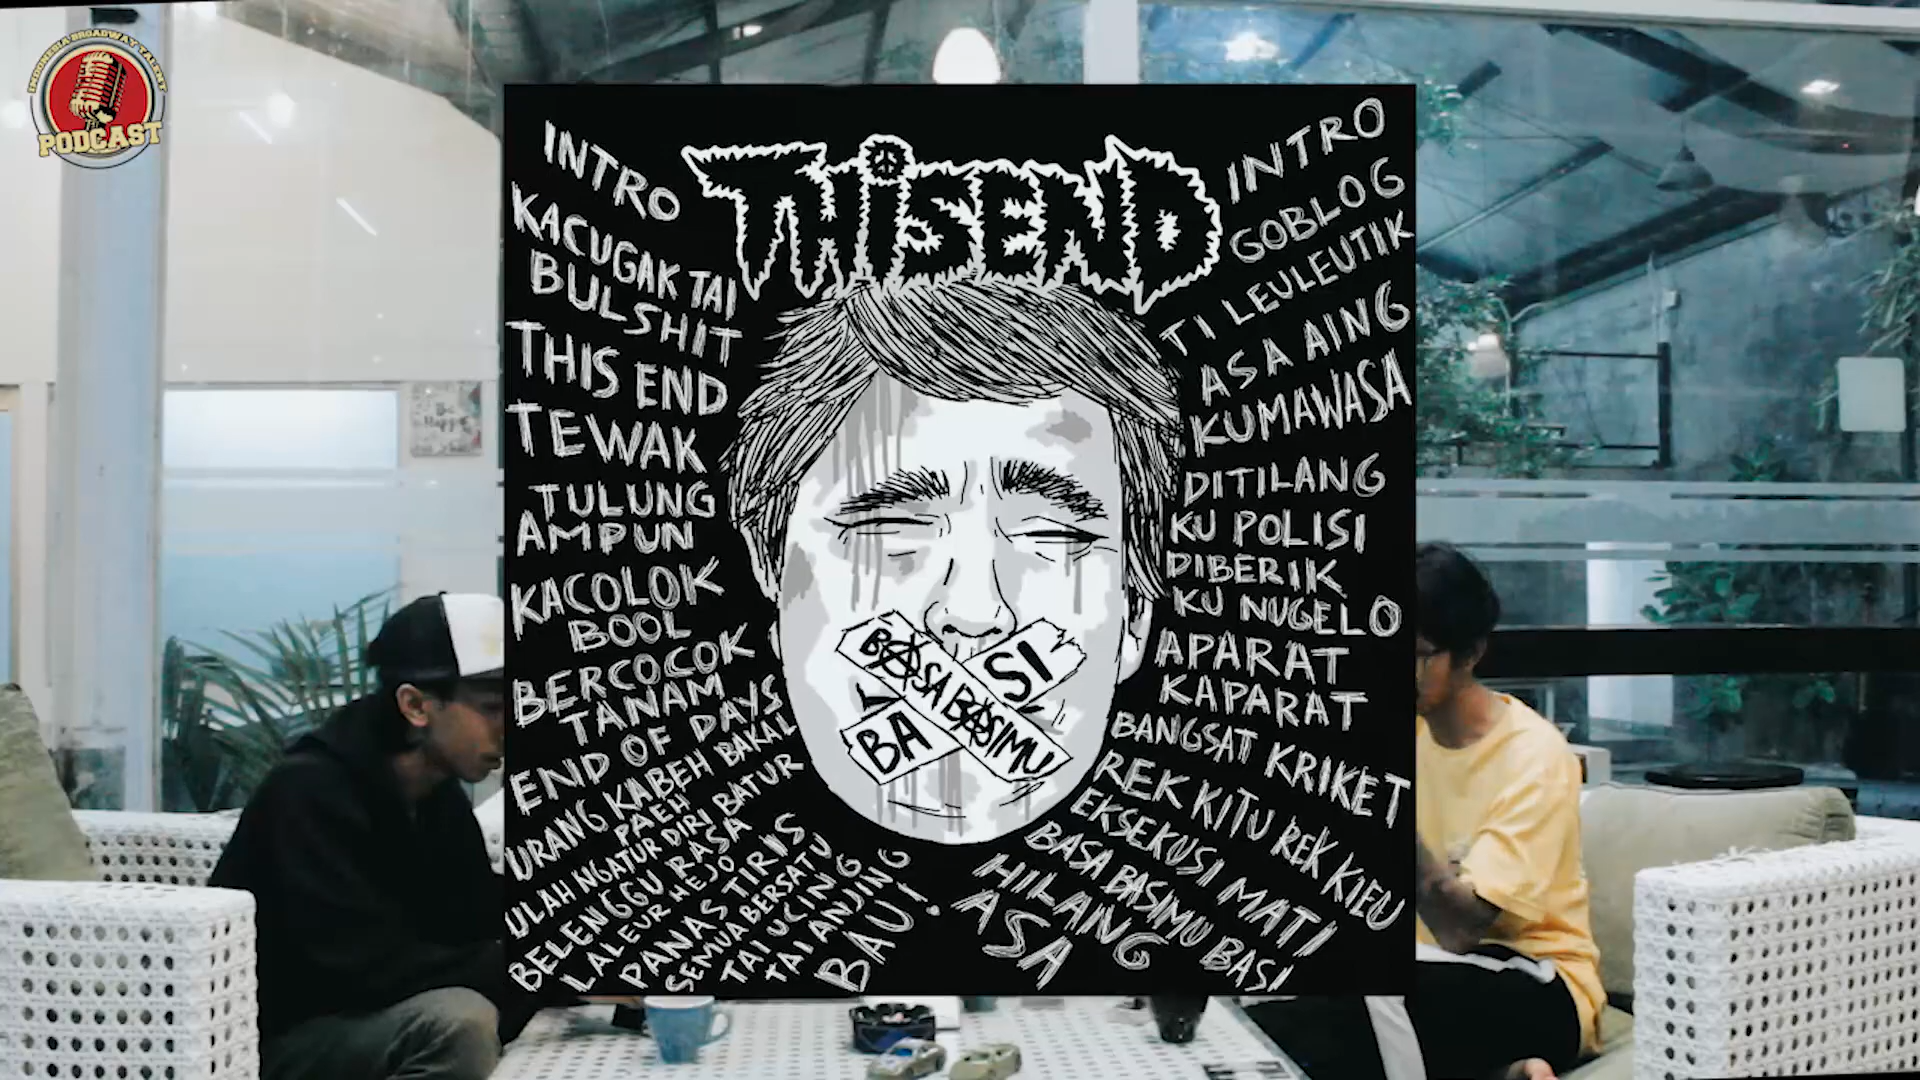 INDONESIA BROADWAY TALENT
PODCAST
THiSEND
INTRO
KACUGAK TAI
BULSHIT
THIS END
TEWAK
TULUNG
AMPUN
KACOLOK
BOOL
BERCOCOK
TANAM
END OF DAYS
URANG KABEH BAKAL
PAEH
ULAH NGATUR DIRI BATUR
BELENGGU RASA
LALEUR HEJO
PANAS TIRIS
SEMUA BERSATU
TAI UCING
TAI ANJING
BAU!
INTRO
GOBLOG
TI LEULEUTIK
ASA AING
KUMAWASA
DITILANG
KU POLISI
DIBERIK
KU NUGELO
APARAT
KAPARAT
BANGSAT KRIKET
REK KITU REK KIEU
EKSEKUSI MATI
BASA BASIMU BASI
HILANG
ASA
BASA BASIMU
BA
SI